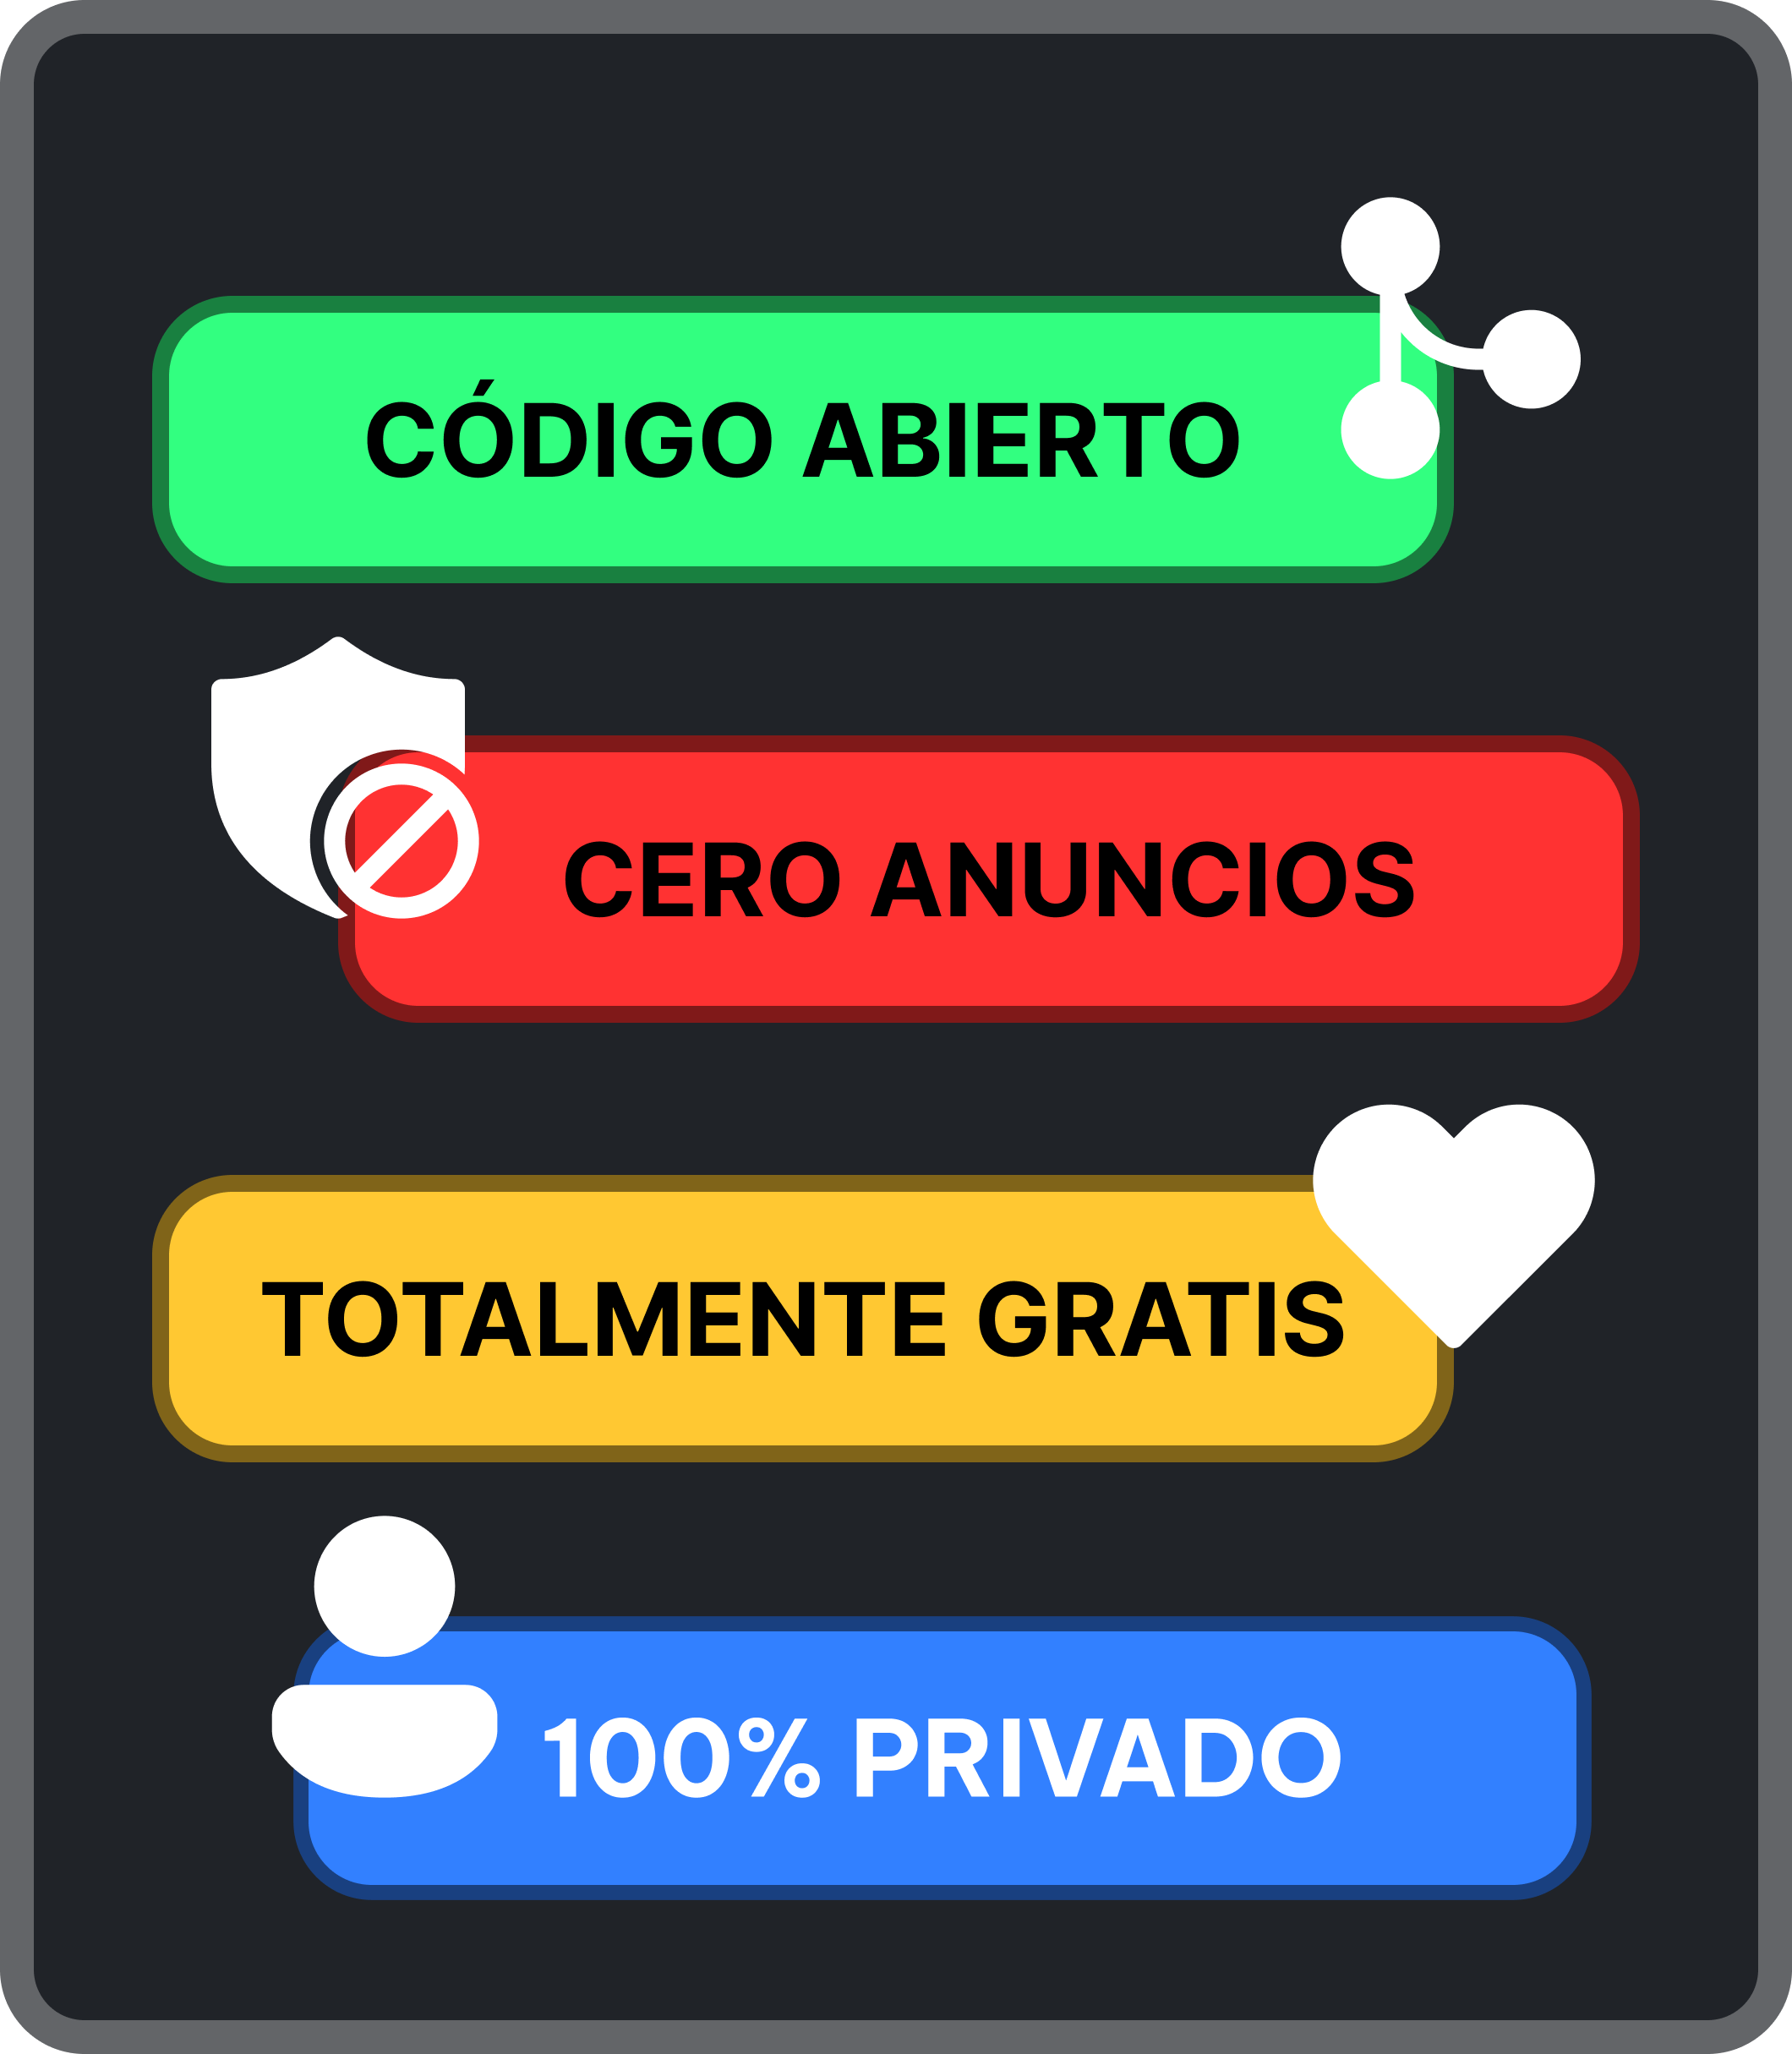 CÓDIGO ABIERTO
CERO ANUNCIOS
TOTALMENTE GRATIS
100% PRIVADO